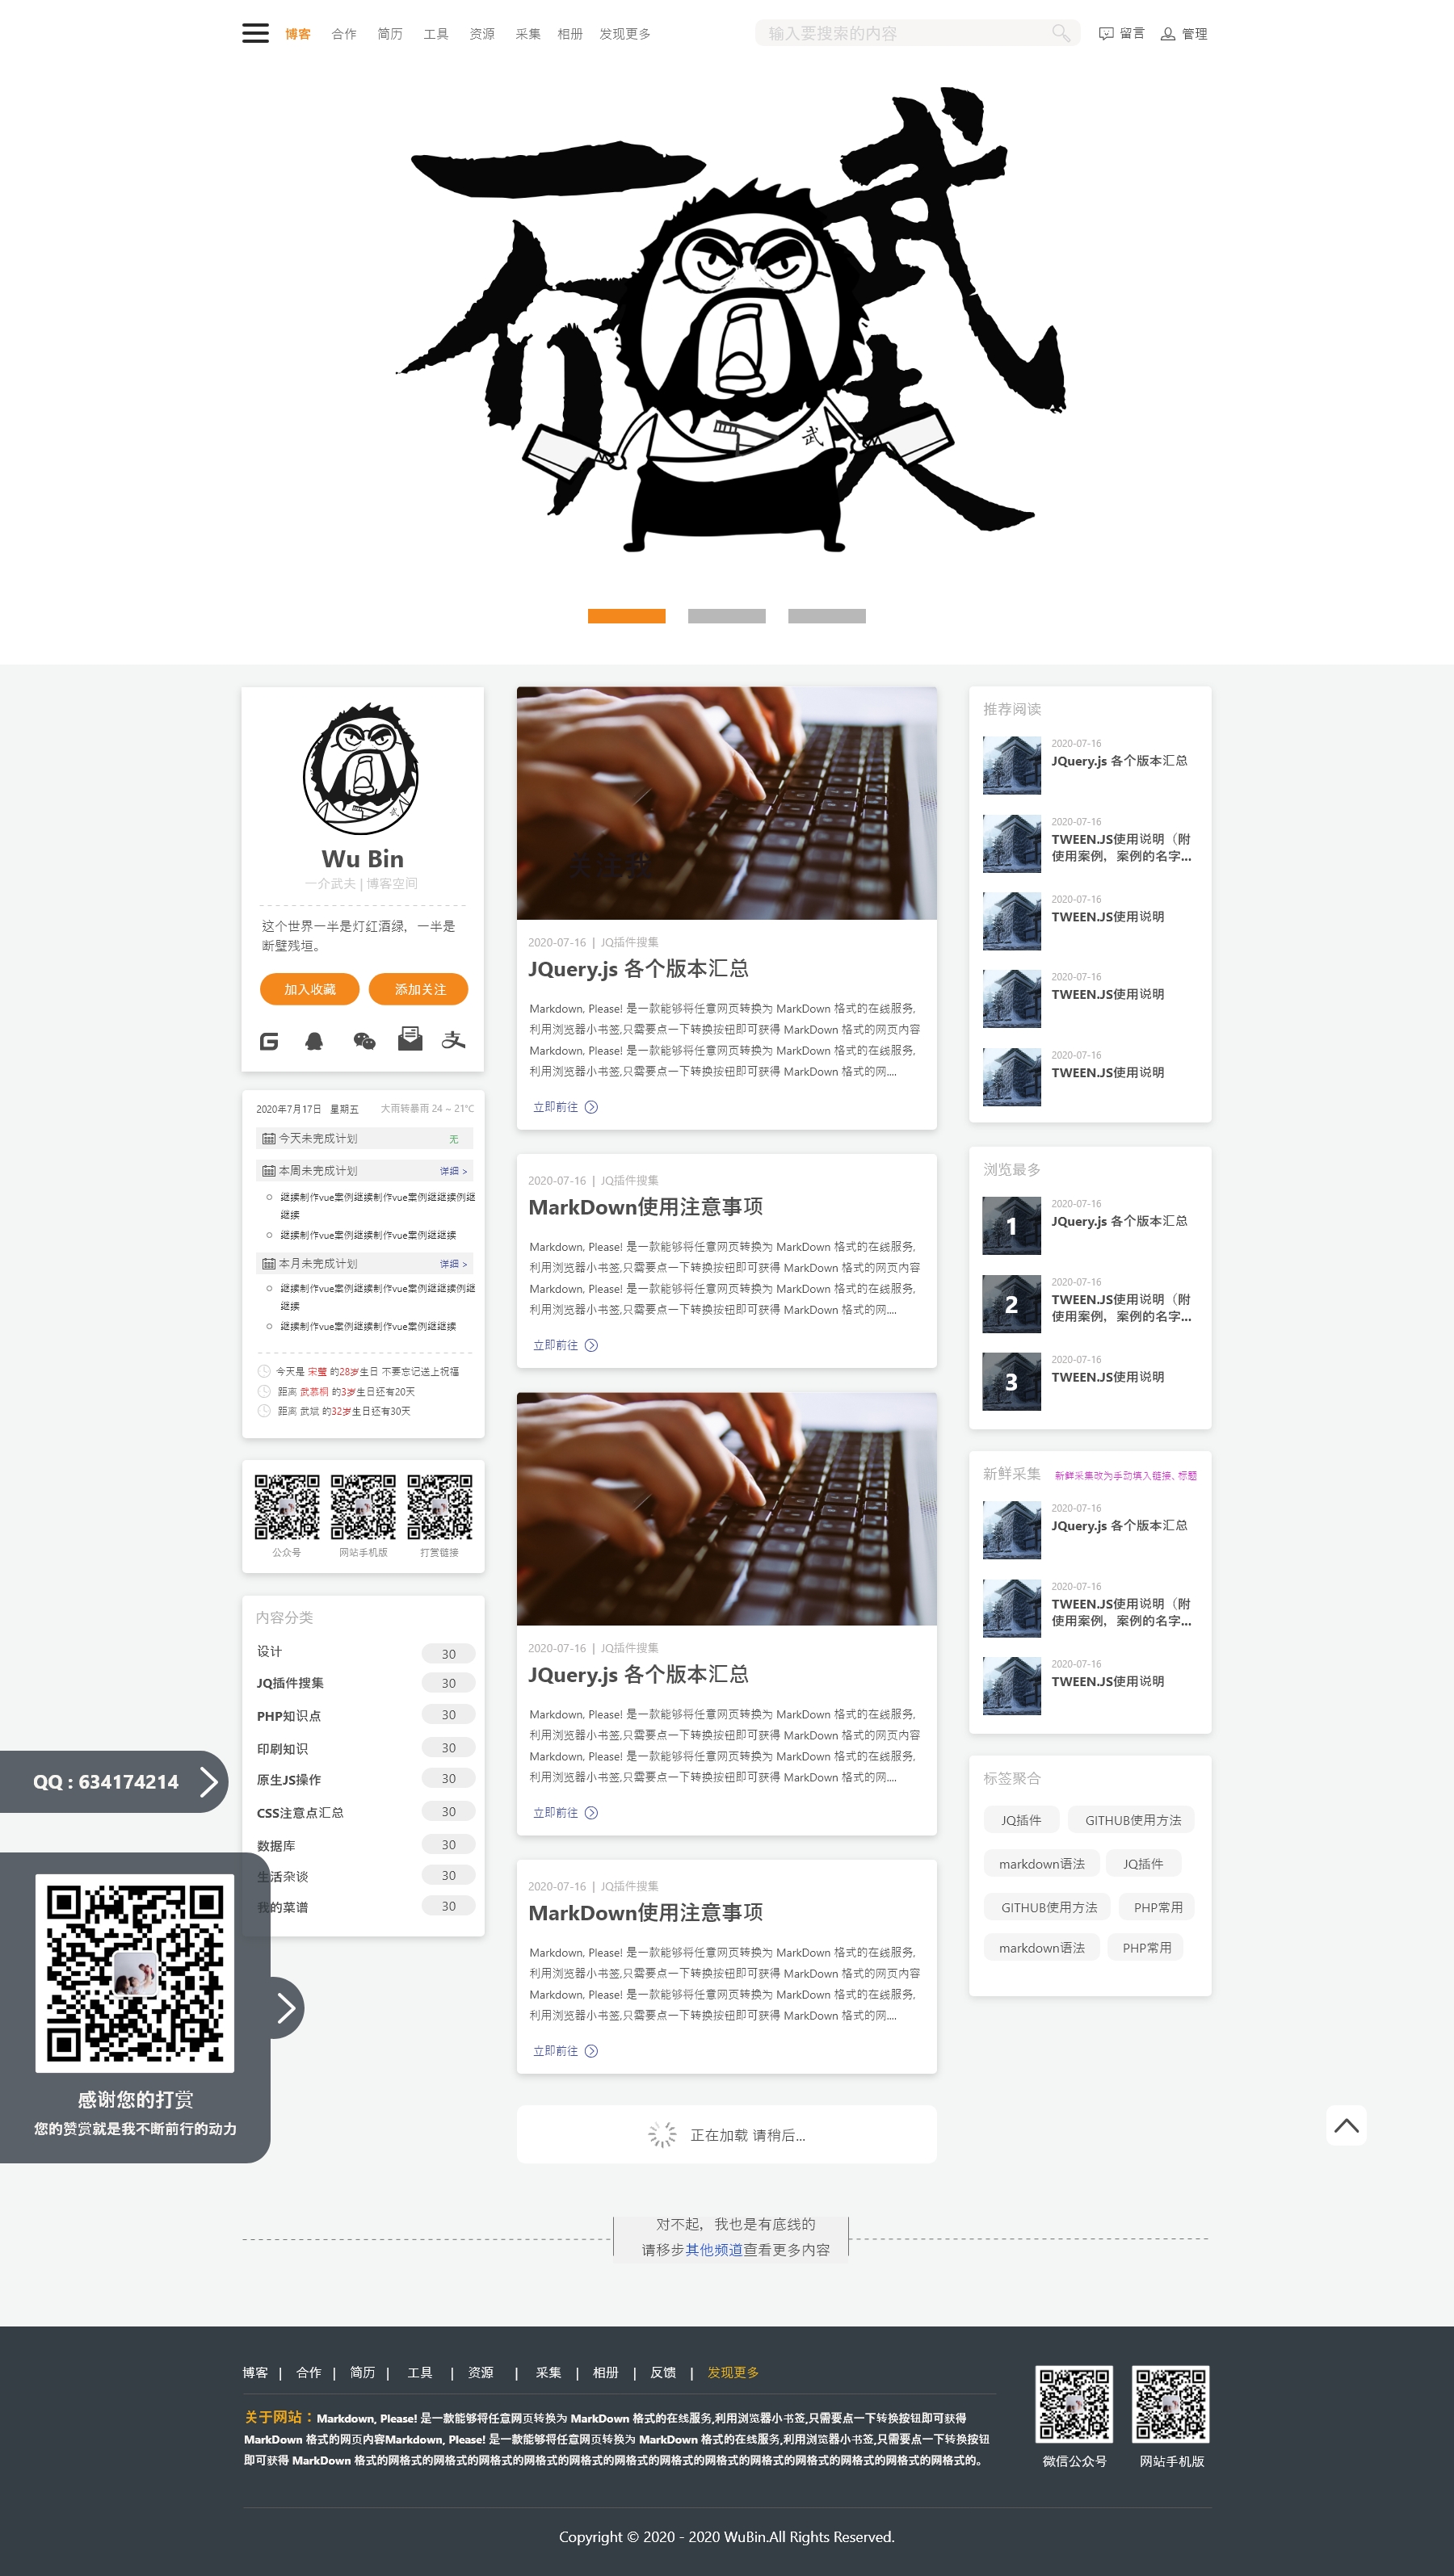 博客 合作 简历 工具 资源 采集 相册 发现更多
输入要搜索的内容
留言 管理
一介武夫
武
武
Wu Bin
一介武夫 | 博客空间
这个世界一半是灯红酒绿，一半是
断壁残垣。
加入收藏 添加关注
支
2020年7月17日 星期五 大雨转暴雨 24 ~ 21°C
今天未完成计划 无
本周未完成计划 详细 >
继续制作vue案例继续制作vue案例继继续例继
继续
继续制作vue案例继续制作vue案例继继续
本月未完成计划 详细 >
继续制作vue案例继续制作vue案例继继续例继
继续
继续制作vue案例继续制作vue案例继继续
今天是 宋莹 的28岁生日 不要忘记送上祝福
距离 武慕桐 的3岁生日还有20天
距离 武斌 的32岁生日还有30天
公众号 网站手机版 打赏链接
内容分类
设计 30
JQ插件搜集 30
PHP知识点 30
印刷知识 30
原生JS操作 30
CSS注意点汇总 30
数据库 30
生活杂谈 30
我的菜谱 30
QQ : 634174214
感谢您的打赏
您的赞赏就是我不断前行的动力
关注我
2020-07-16 | JQ插件搜集
JQuery.js 各个版本汇总
Markdown, Please! 是一款能够将任意网页转换为 MarkDown 格式的在线服务,
利用浏览器小书签,只需要点一下转换按钮即可获得 MarkDown 格式的网页内容
Markdown, Please! 是一款能够将任意网页转换为 MarkDown 格式的在线服务,
利用浏览器小书签,只需要点一下转换按钮即可获得 MarkDown 格式的网....
立即前往
2020-07-16 | JQ插件搜集
MarkDown使用注意事项
Markdown, Please! 是一款能够将任意网页转换为 MarkDown 格式的在线服务,
利用浏览器小书签,只需要点一下转换按钮即可获得 MarkDown 格式的网页内容
Markdown, Please! 是一款能够将任意网页转换为 MarkDown 格式的在线服务,
利用浏览器小书签,只需要点一下转换按钮即可获得 MarkDown 格式的网....
立即前往
2020-07-16 | JQ插件搜集
JQuery.js 各个版本汇总
Markdown, Please! 是一款能够将任意网页转换为 MarkDown 格式的在线服务,
利用浏览器小书签,只需要点一下转换按钮即可获得 MarkDown 格式的网页内容
Markdown, Please! 是一款能够将任意网页转换为 MarkDown 格式的在线服务,
利用浏览器小书签,只需要点一下转换按钮即可获得 MarkDown 格式的网....
立即前往
2020-07-16 | JQ插件搜集
MarkDown使用注意事项
Markdown, Please! 是一款能够将任意网页转换为 MarkDown 格式的在线服务,
利用浏览器小书签,只需要点一下转换按钮即可获得 MarkDown 格式的网页内容
Markdown, Please! 是一款能够将任意网页转换为 MarkDown 格式的在线服务,
利用浏览器小书签,只需要点一下转换按钮即可获得 MarkDown 格式的网....
立即前往
正在加载 请稍后...
推荐阅读
2020-07-16
JQuery.js 各个版本汇总
2020-07-16
TWEEN.JS使用说明（附
使用案例，案例的名字...
2020-07-16
TWEEN.JS使用说明
2020-07-16
TWEEN.JS使用说明
2020-07-16
TWEEN.JS使用说明
浏览最多
1
2020-07-16
JQuery.js 各个版本汇总
2
2020-07-16
TWEEN.JS使用说明（附
使用案例，案例的名字...
3
2020-07-16
TWEEN.JS使用说明
新鲜采集 新鲜采集改为手动填入链接、标题
2020-07-16
JQuery.js 各个版本汇总
2020-07-16
TWEEN.JS使用说明（附
使用案例，案例的名字...
2020-07-16
TWEEN.JS使用说明
标签聚合
JQ插件 GITHUB使用方法
markdown语法 JQ插件
GITHUB使用方法 PHP常用
markdown语法 PHP常用
对不起，我也是有底线的
请移步其他频道查看更多内容
博客 | 合作 | 简历 | 工具 | 资源 | 采集 | 相册 | 反馈 | 发现更多
关于网站：Markdown, Please! 是一款能够将任意网页转换为 MarkDown 格式的在线服务,利用浏览器小书签,只需要点一下转换按钮即可获得
MarkDown 格式的网页内容Markdown, Please! 是一款能够将任意网页转换为 MarkDown 格式的在线服务,利用浏览器小书签,只需要点一下转换按钮
即可获得 MarkDown 格式的网格式的网格式的网格式的网格式的网格式的网格式的网格式的网格式的网格式的网格式的网格式的网格式的网格式的。
微信公众号 网站手机版
Copyright © 2020 - 2020 WuBin.All Rights Reserved.